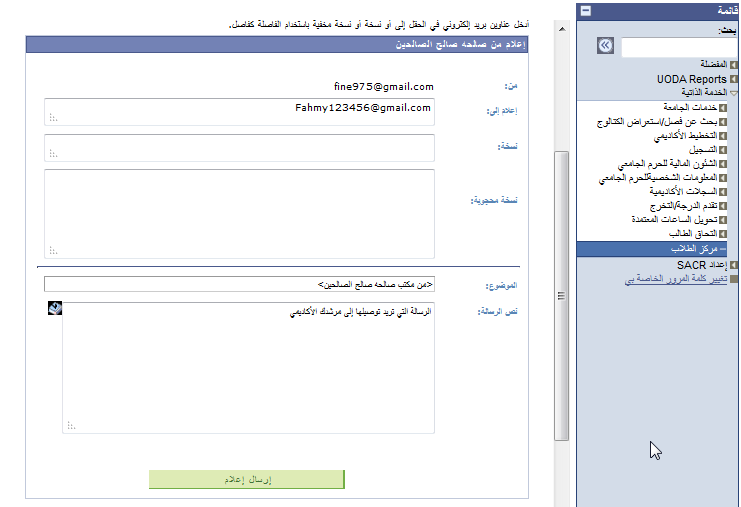 قائمة
بحث:
المفضلة
UODA Reports
الخدمة الذاتية
خدمات الجامعة
بحث عن فصل/استعراض الكتالوج
التخطيط الأكاديمي
التسجيل
الشئون المالية للحرم الجامعي
المعلومات الشخصيةللحرم الجامعي
السجلات الأكاديمية
تقدم الدرجة/التخرج
تحويل الساعات المعتمدة
التحاق الطالب
مركز الطلاب
إعداد SACR
تغيير كلمة المرور الخاصة بي
أدخل عناوين بريد إلكتروني في الحقل إلى أو نسخة أو نسخة مخفية باستخدام الفاصلة كفاصل.
إعلام من صالحه صالح الصالحين
من: fine975@gmail.com
إعلام إلى: Fahmy123456@gmail.com
نسخة:
نسخة محجوبة:
الموضوع: <من مكتب صالحه صالح الصالحين>
نص الرسالة: الرسالة التي تريد توصيلها إلى مرشدك الأكاديمي
إرسال إعلام